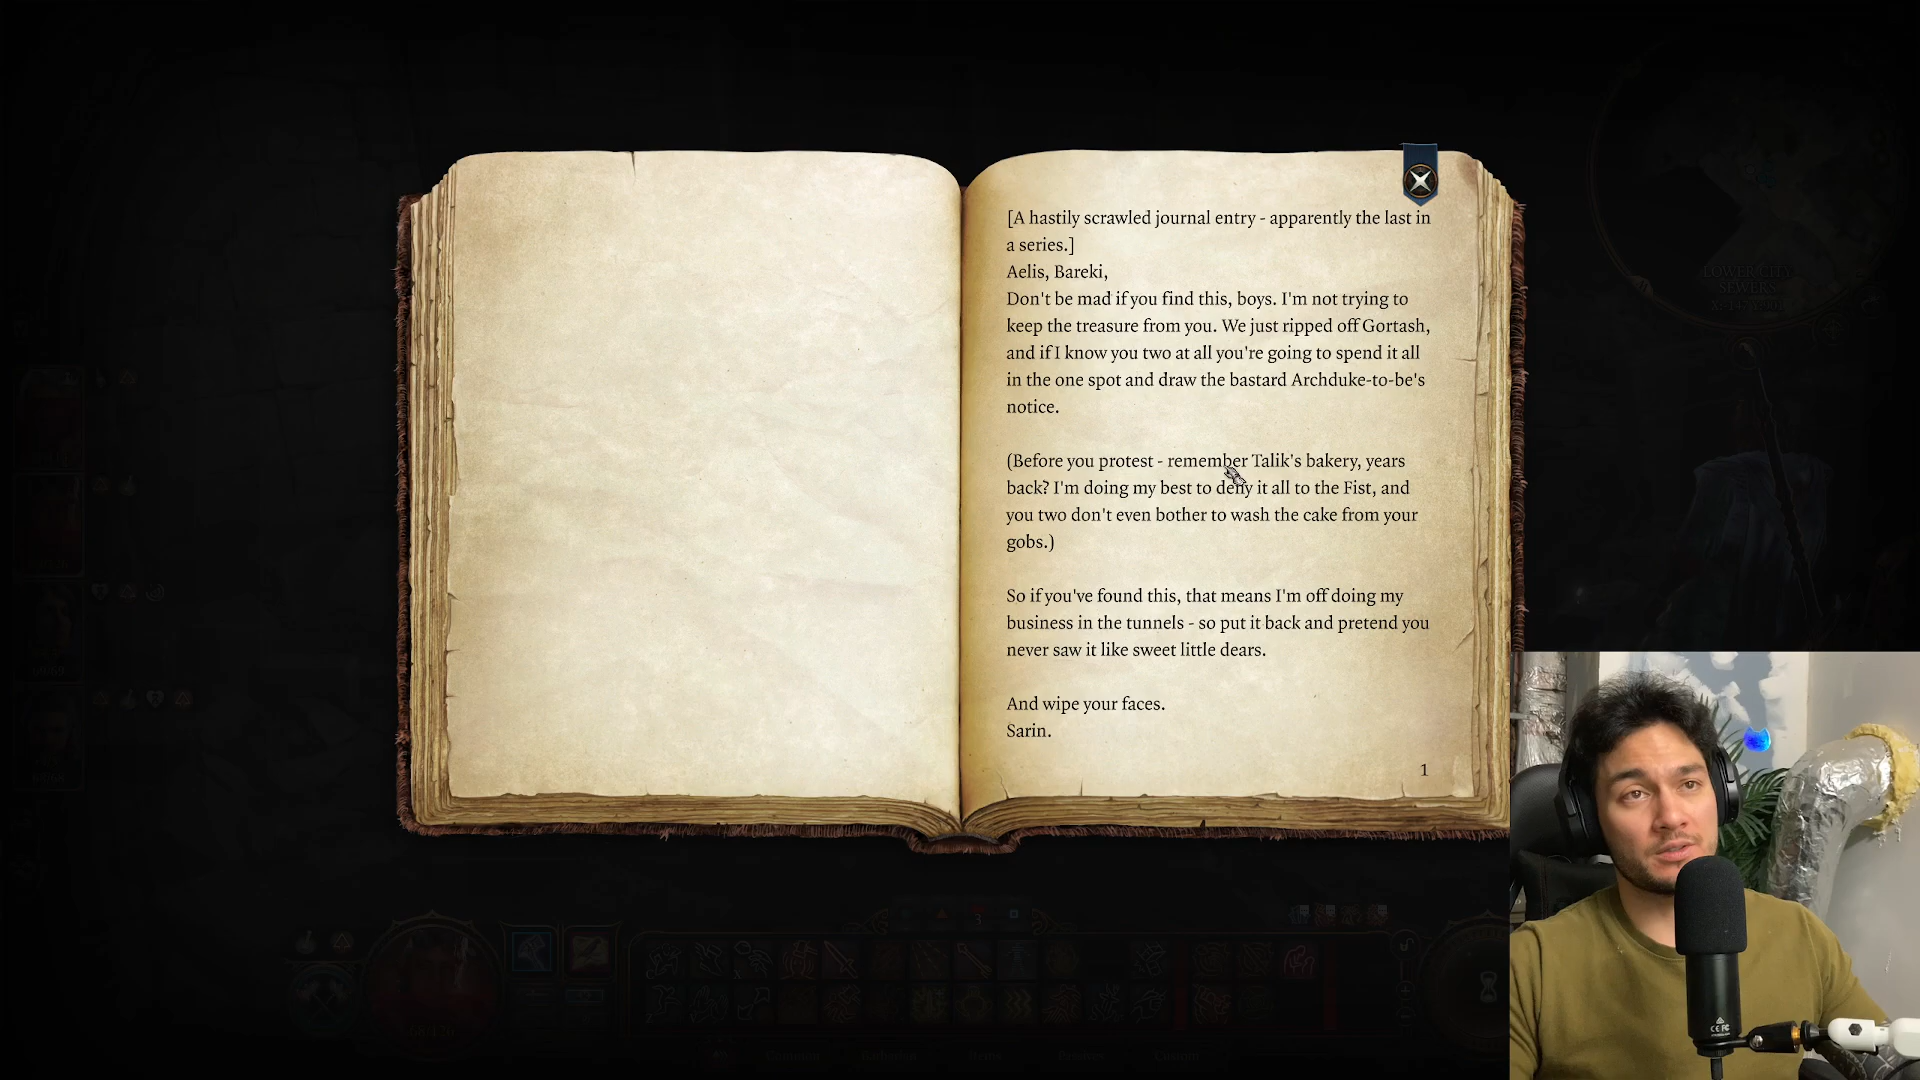 [A hastily scrawled journal entry - apparently the last in
a series.]
Aelis, Bareki,
Don't be mad if you find this, boys. I'm not trying to
keep the treasure from you. We just ripped off Gortash,
and if I know you two at all you're going to spend it all
in the one spot and draw the bastard Archduke-to-be's
notice.
(Before you protest - remember Talik's bakery, years
back? I'm doing my best to deny it all to the Fist, and
you two don't even bother to wash the cake from your
gobs.)
So if you've found this, that means I'm off doing my
business in the tunnels - so put it back and pretend you
never saw it like sweet little dears.
And wipe your faces.
Sarin.
1
LOWER CITY
SEWERS
3